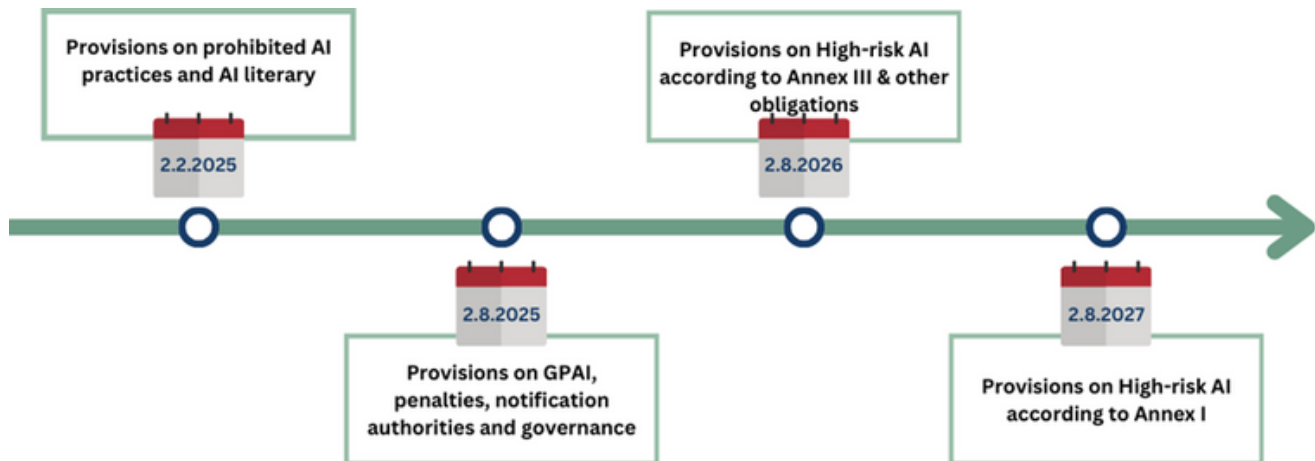 Provisions on prohibited AI
practices and AI literary
2.2.2025
Provisions on GPAI,
penalties, notification
authorities and governance
2.8.2025
Provisions on High-risk AI
according to Annex III & other
obligations
2.8.2026
Provisions on High-risk AI
according to Annex I
2.8.2027